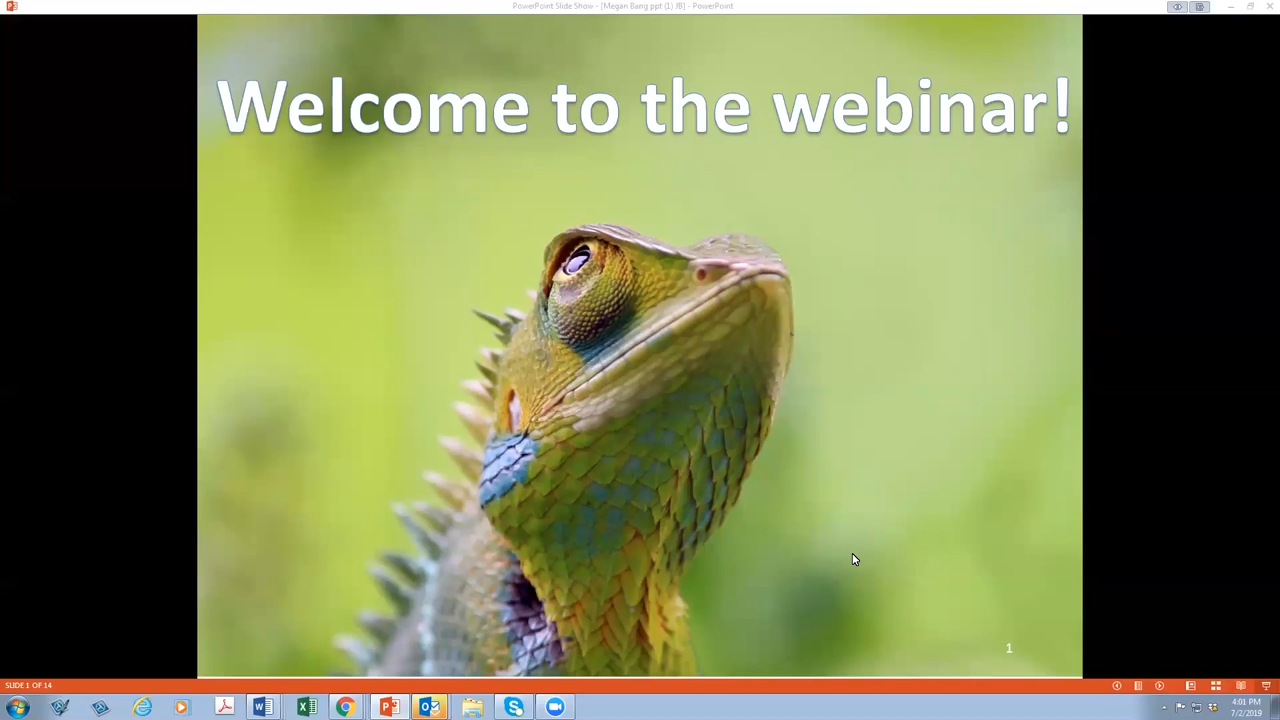 PowerPoint Slide Show - [Megan Bang ppt (1) JB] - PowerPoint
Welcome to the webinar!
1
SLIDE 1 OF 14
4:01 PM
7/2/2019